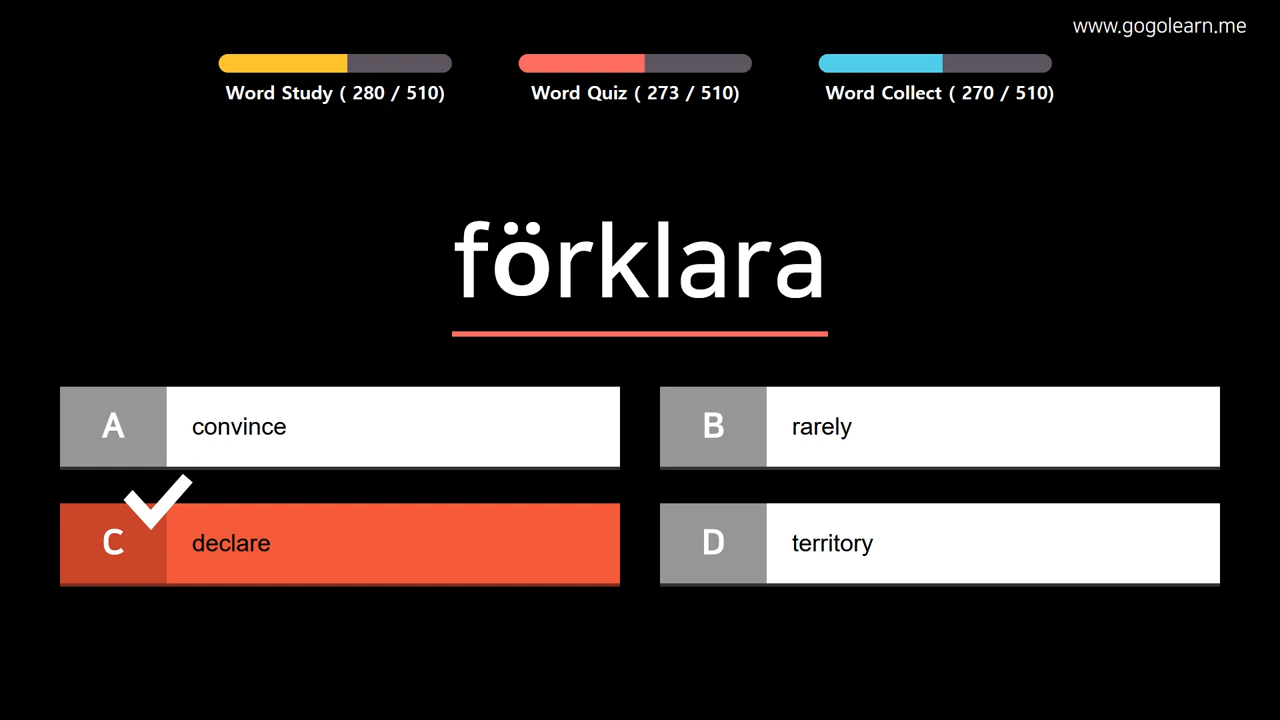 www.gogolearn.me
Word Study ( 280 / 510)
Word Quiz ( 273 / 510)
Word Collect ( 270 / 510)
förklara
A convince
B rarely
C declare
D territory